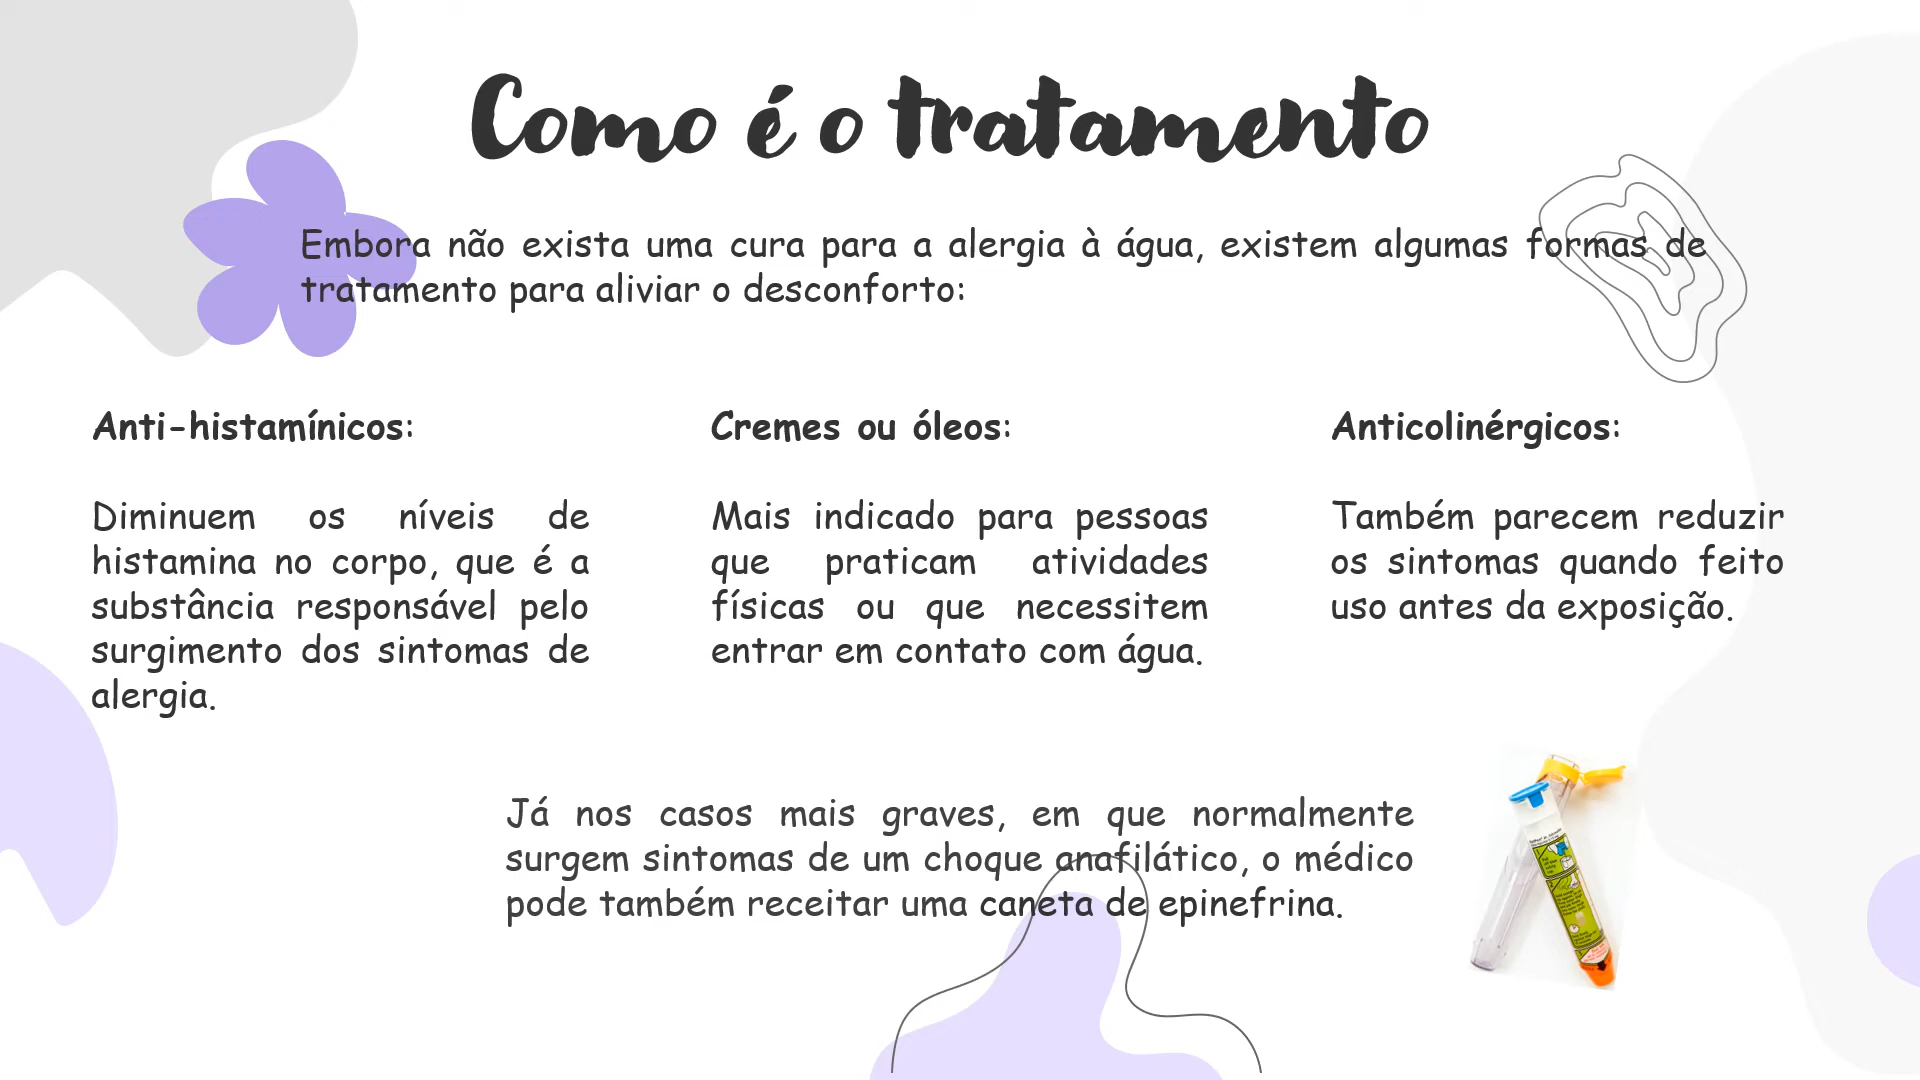 Como é o tratamento
Embora não exista uma cura para a alergia à água, existem algumas formas de
tratamento para aliviar o desconforto:
Anti-histamínicos:
Diminuem os níveis de
histamina no corpo, que é a
substância responsável pelo
surgimento dos sintomas de
alergia.
Cremes ou óleos:
Mais indicado para pessoas
que praticam atividades
físicas ou que necessitem
entrar em contato com água.
Anticolinérgicos:
Também parecem reduzir
os sintomas quando feito
uso antes da exposição.
Já nos casos mais graves, em que normalmente
surgem sintomas de um choque anafilático, o médico
pode também receitar uma caneta de epinefrina.